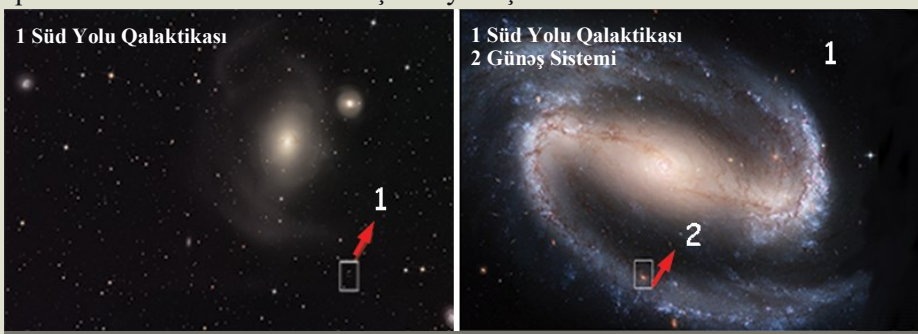 1 Süd Yolu Qalaktikası
1
1 Süd Yolu Qalaktikası
2 Günəş Sistemi
1
2